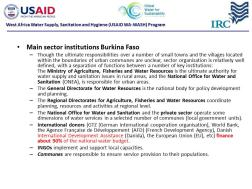 USAID
FROM THE AMERICAN PEOPLE
Global
Water for
Sustainability
West Africa Water Supply, Sanitation and Hygiene (USAID WA-WASH) Program
IRC
• Main sector institutions Burkina Faso
– Though the ultimate responsibilities over a number of small towns and the villages located
within the boundaries of urban communes are unclear, sector organisation is relatively well
defined, with a separation of functions between a number of key institutions:
– The Ministry of Agriculture, Fisheries and Water Resources is the ultimate authority for
water supply and sanitation issues in rural areas, and the National Office for Water and
Sanitation (ONEA), is responsible in urban areas.
– The General Directorate for Water Resources is the national body for policy development
and planning.
– The Regional Directorates for Agriculture, Fisheries and Water Resources coordinate
planning, resources and activities at regional level.
– The National Office for Water and Sanitation and the private sector operate some
dimensions of water services in a selected number of communes (local government units).
– International donors [GTZ (German international cooperation organisation), World Bank,
the Agence Française de Développement (AFD) (French Development Agency), Danish
International Development Assistance (Danida), the European Union (EU), etc] finance
about 90% of the national water budget.
– INGOs implement and support local capacities.
– Communes are responsible to ensure service provision to their populations.